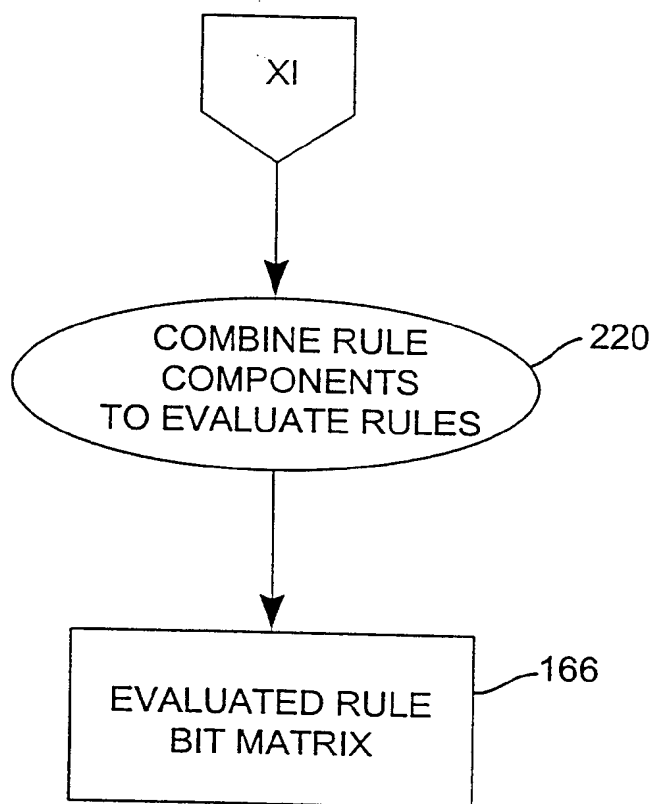 XI
COMBINE RULE
COMPONENTS
TO EVALUATE RULES
220
EVALUATED RULE
BIT MATRIX
166